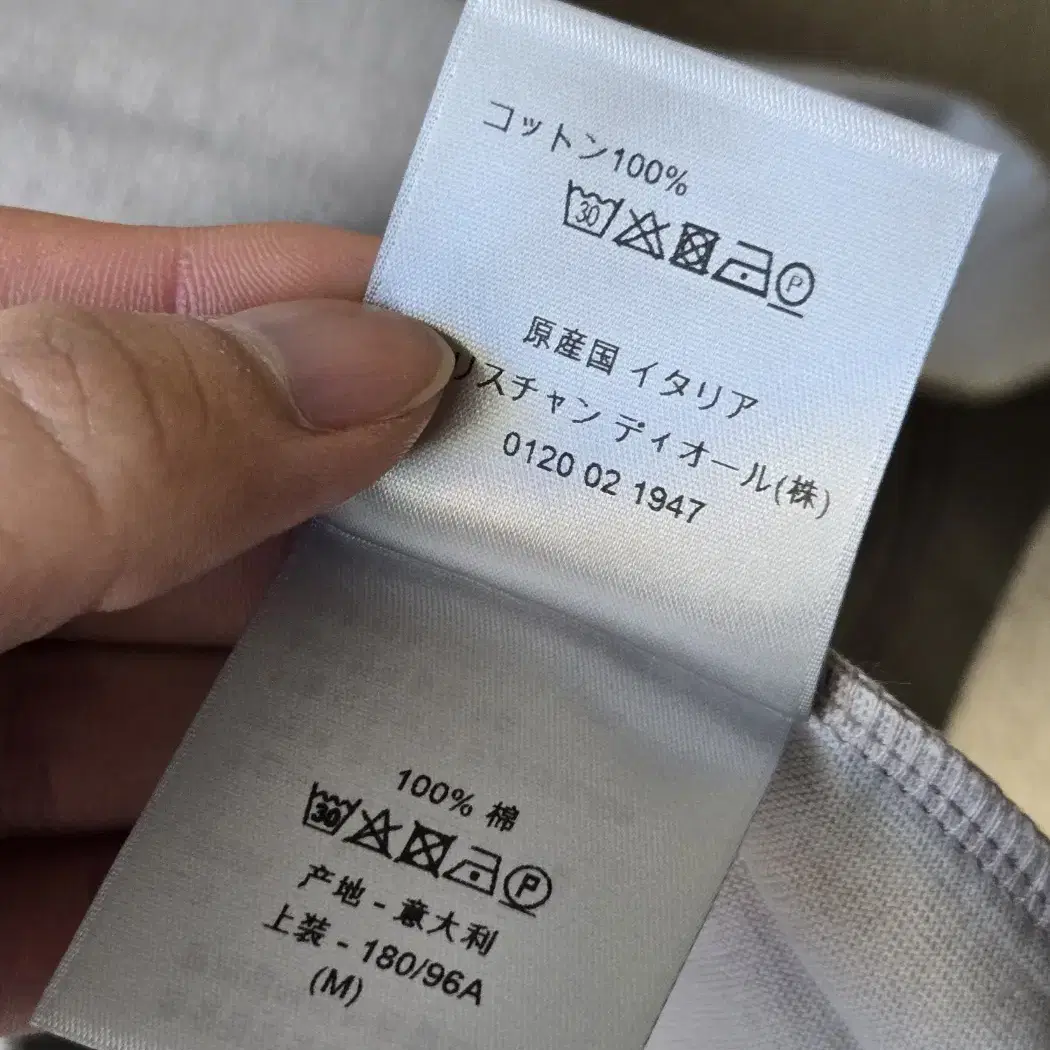 コットン100%
30 P
原産国 イタリア
リスチャン ディオール(株)
0120 02 1947
100% 棉
30 P
产地 - 意大利
上装 - 180/96A
(M)